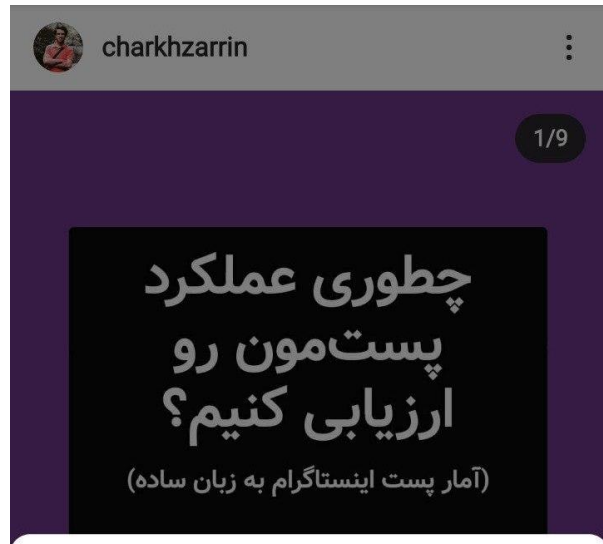 charkhzarrin
1/9
چطوری عملکرد
پست‌مون رو
ارزیابی کنیم؟
(آمار پست اینستاگرام به زبان ساده)